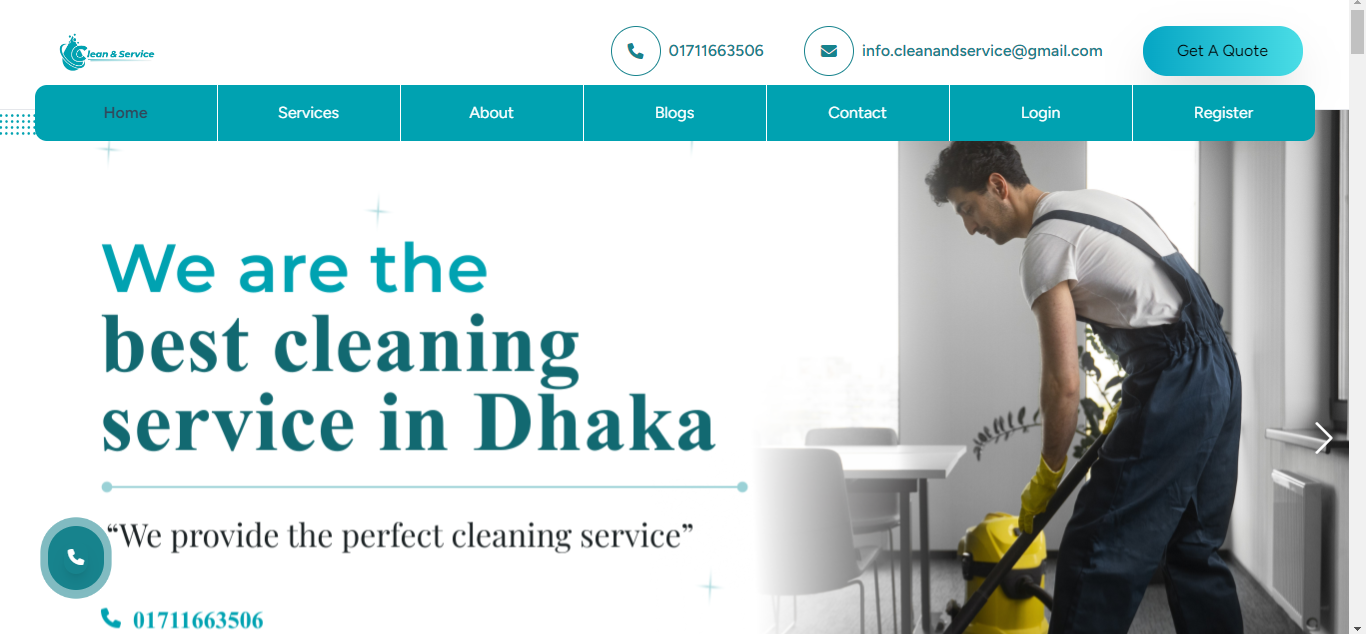 Clean & Service
01711663506
info.cleanandservice@gmail.com
Get A Quote
Home
Services
About
Blogs
Contact
Login
Register
We are the
best cleaning
service in Dhaka
“We provide the perfect cleaning service”
01711663506